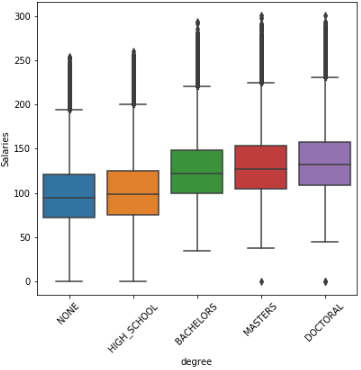 300
250
200
150
100
50
0
Salaries
NONE
HIGH_SCHOOL
BACHELORS
MASTERS
DOCTORAL
degree